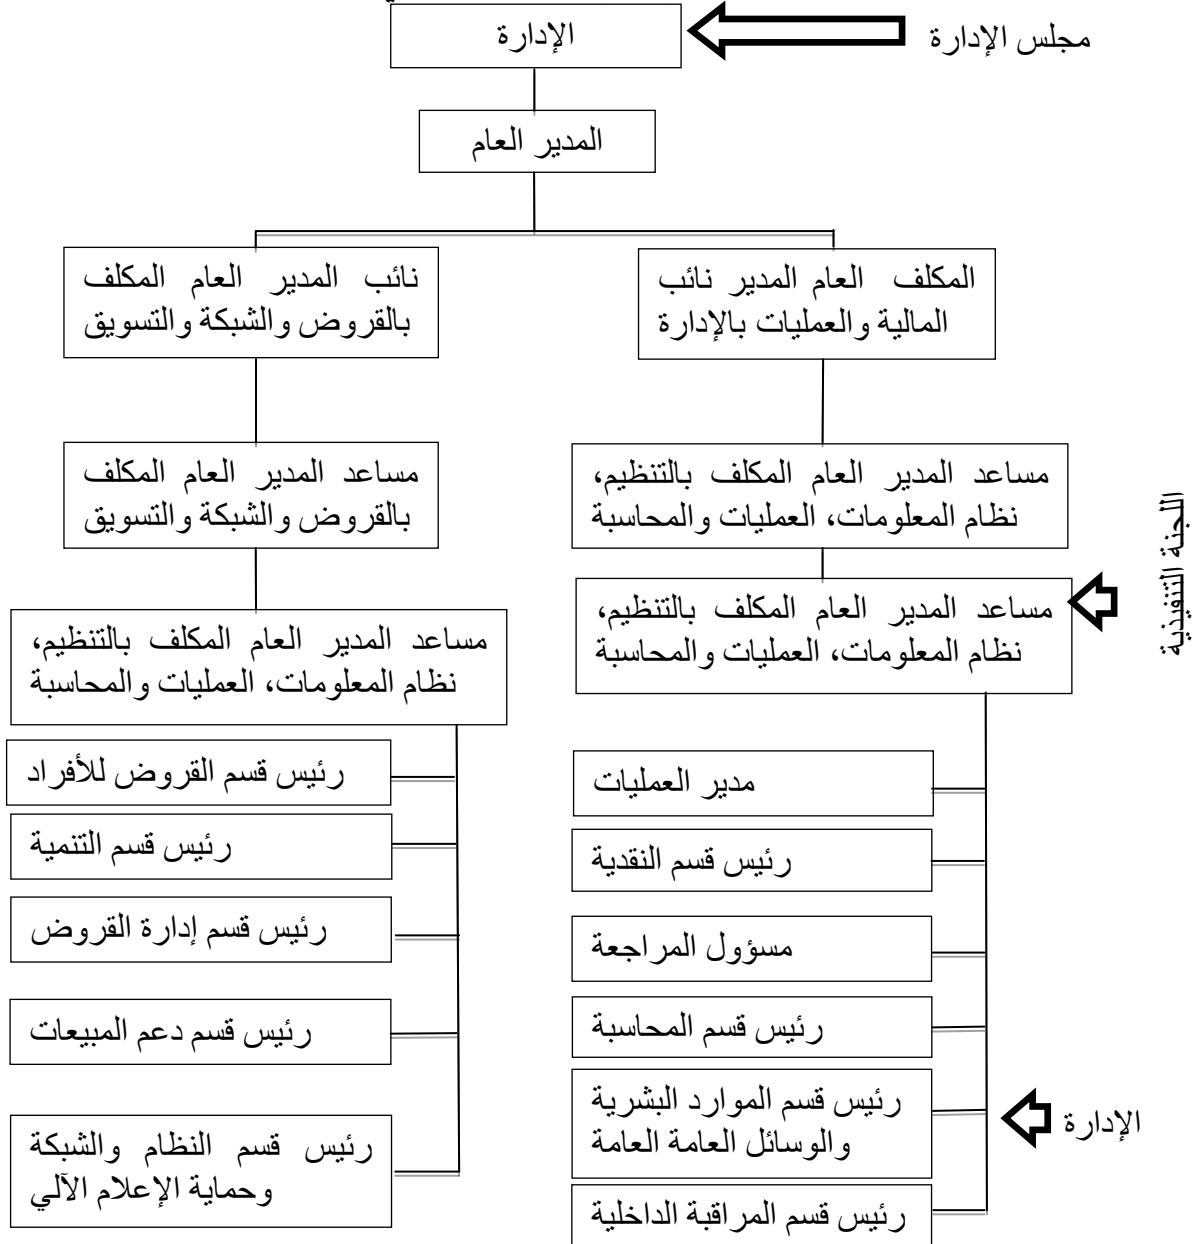 الإدارة
مجلس الإدارة
المدير العام
المكلف العام المدير نائب
المالية والعمليات بالإدارة
نائب المدير العام المكلف
بالقروض والشبكة والتسويق
مساعد المدير العام المكلف بالتنظيم،
نظام المعلومات، العمليات والمحاسبة
مساعد المدير العام المكلف
بالقروض والشبكة والتسويق
اللجنة التنفيذية
مساعد المدير العام المكلف بالتنظيم،
نظام المعلومات، العمليات والمحاسبة
مساعد المدير العام المكلف بالتنظيم،
نظام المعلومات، العمليات والمحاسبة
مدير العمليات
رئيس قسم النقدية
مسؤول المراجعة
رئيس قسم المحاسبة
رئيس قسم الموارد البشرية
والوسائل العامة العامة
رئيس قسم المراقبة الداخلية
الإدارة
رئيس قسم القروض للأفراد
رئيس قسم التنمية
رئيس قسم إدارة القروض
رئيس قسم دعم المبيعات
رئيس قسم النظام والشبكة
وحماية الإعلام الآلي